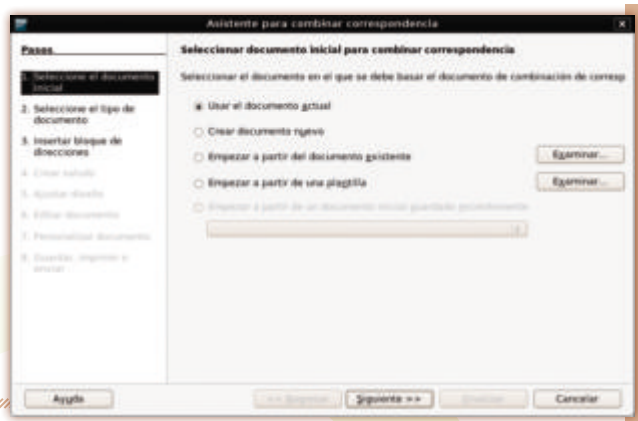 Asistente para combinar correspondencia
Pasos
Seleccionar documento inicial para combinar correspondencia
1. Seleccione el documento
inicial
Seleccionar el documento en el que se debe basar el documento de combinación de corresp
2. Seleccione el tipo de
documento
3. Insertar bloque de
direcciones
4. Crear saludo
5. Ajustar diseño
6. Editar documento
7. Personalizar documento
8. Guardar, imprimir o
enviar
Usar el documento actual
Crear documento nuevo
Empezar a partir del documento existente
Examinar...
Empezar a partir de una plantilla
Examinar...
Empezar a partir de un documento inicial guardado recientemente
Ayuda
<< Regresar
Siguiente >>
Finalizar
Cancelar